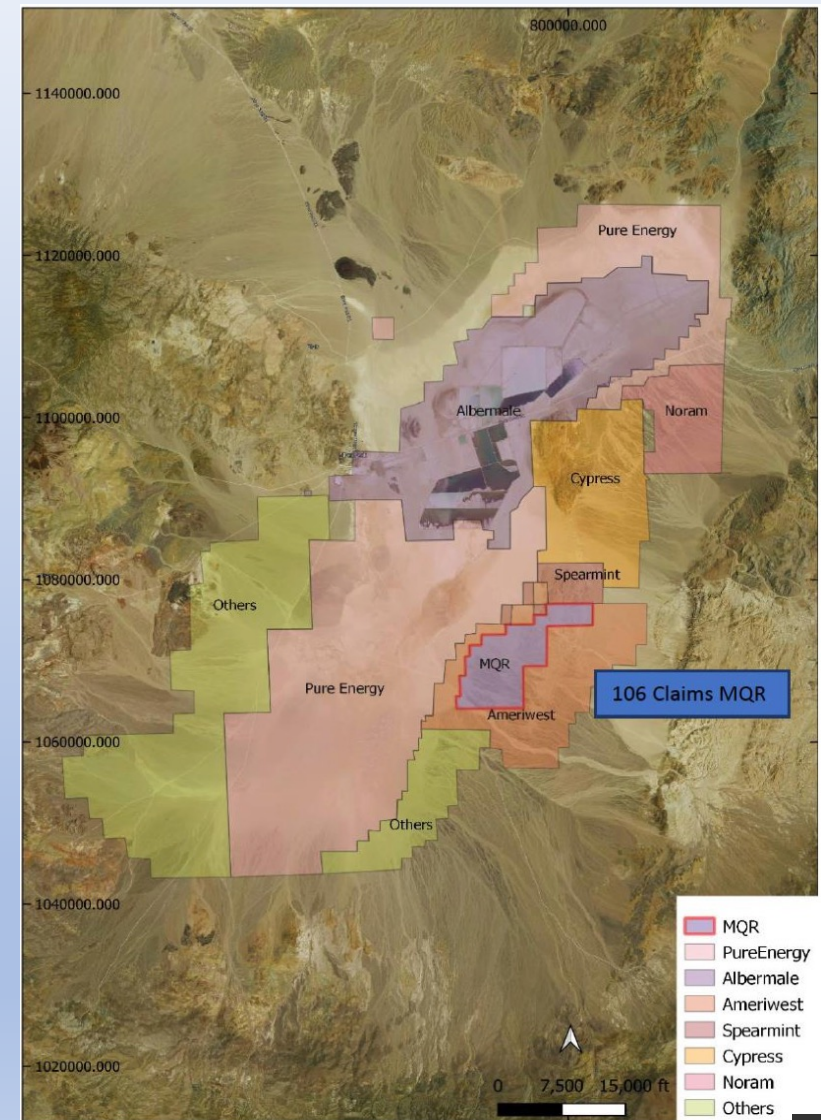 800000.000
1140000.000
Pure Energy
1120000.000
1100000.000
Albermale
Noram
Cypress
1080000.000
Spearmint
Others
MQR
Pure Energy
106 Claims MQR
Ameriwest
1060000.000
Others
1040000.000
MQR
PureEnergy
Albermale
Ameriwest
Spearmint
Cypress
Noram
Others
1020000.000
0 7,500 15,000 ft